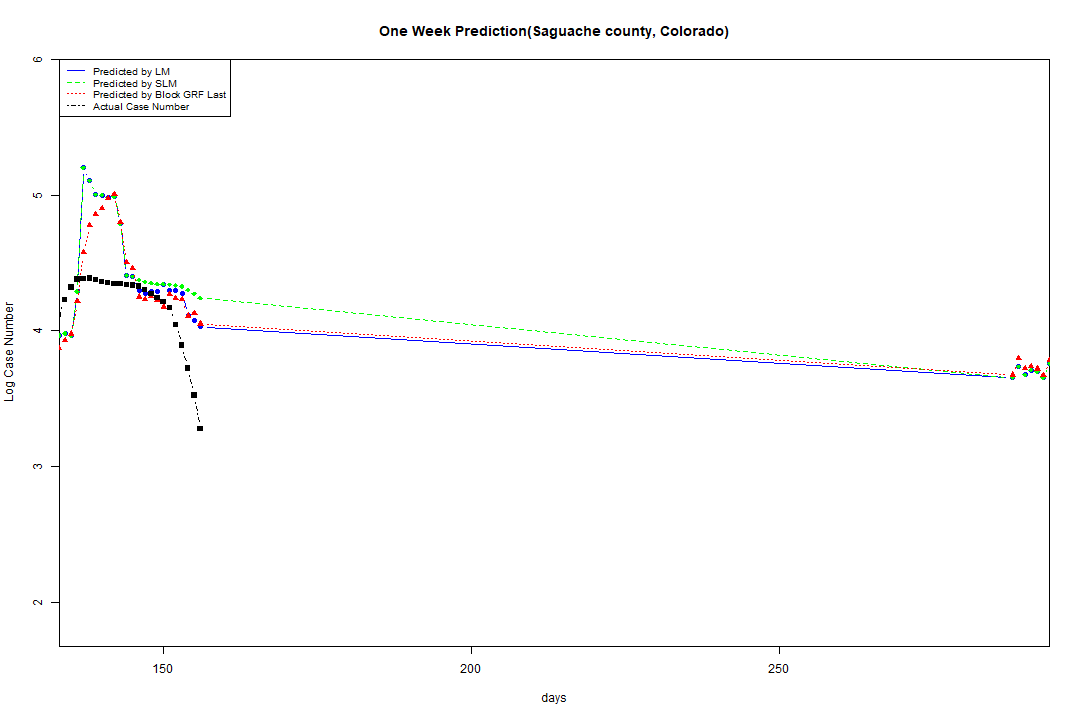 One Week Prediction(Saguache county, Colorado)
Predicted by LM
Predicted by SLM
Predicted by Block GRF Last
Actual Case Number
6
5
4
3
2
Log Case Number
150
200
250
days